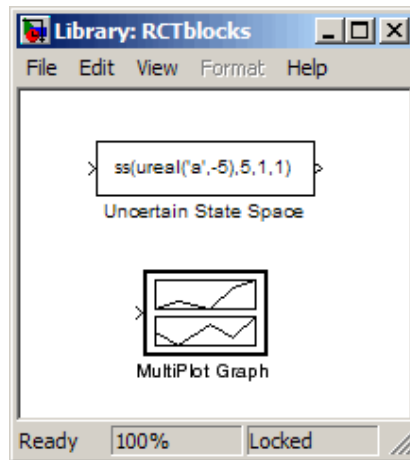 Library: RCTblocks
File Edit View Format Help
ss(ureal('a',-5),5,1,1)
Uncertain State Space
MultiPlot Graph
Ready 100% Locked